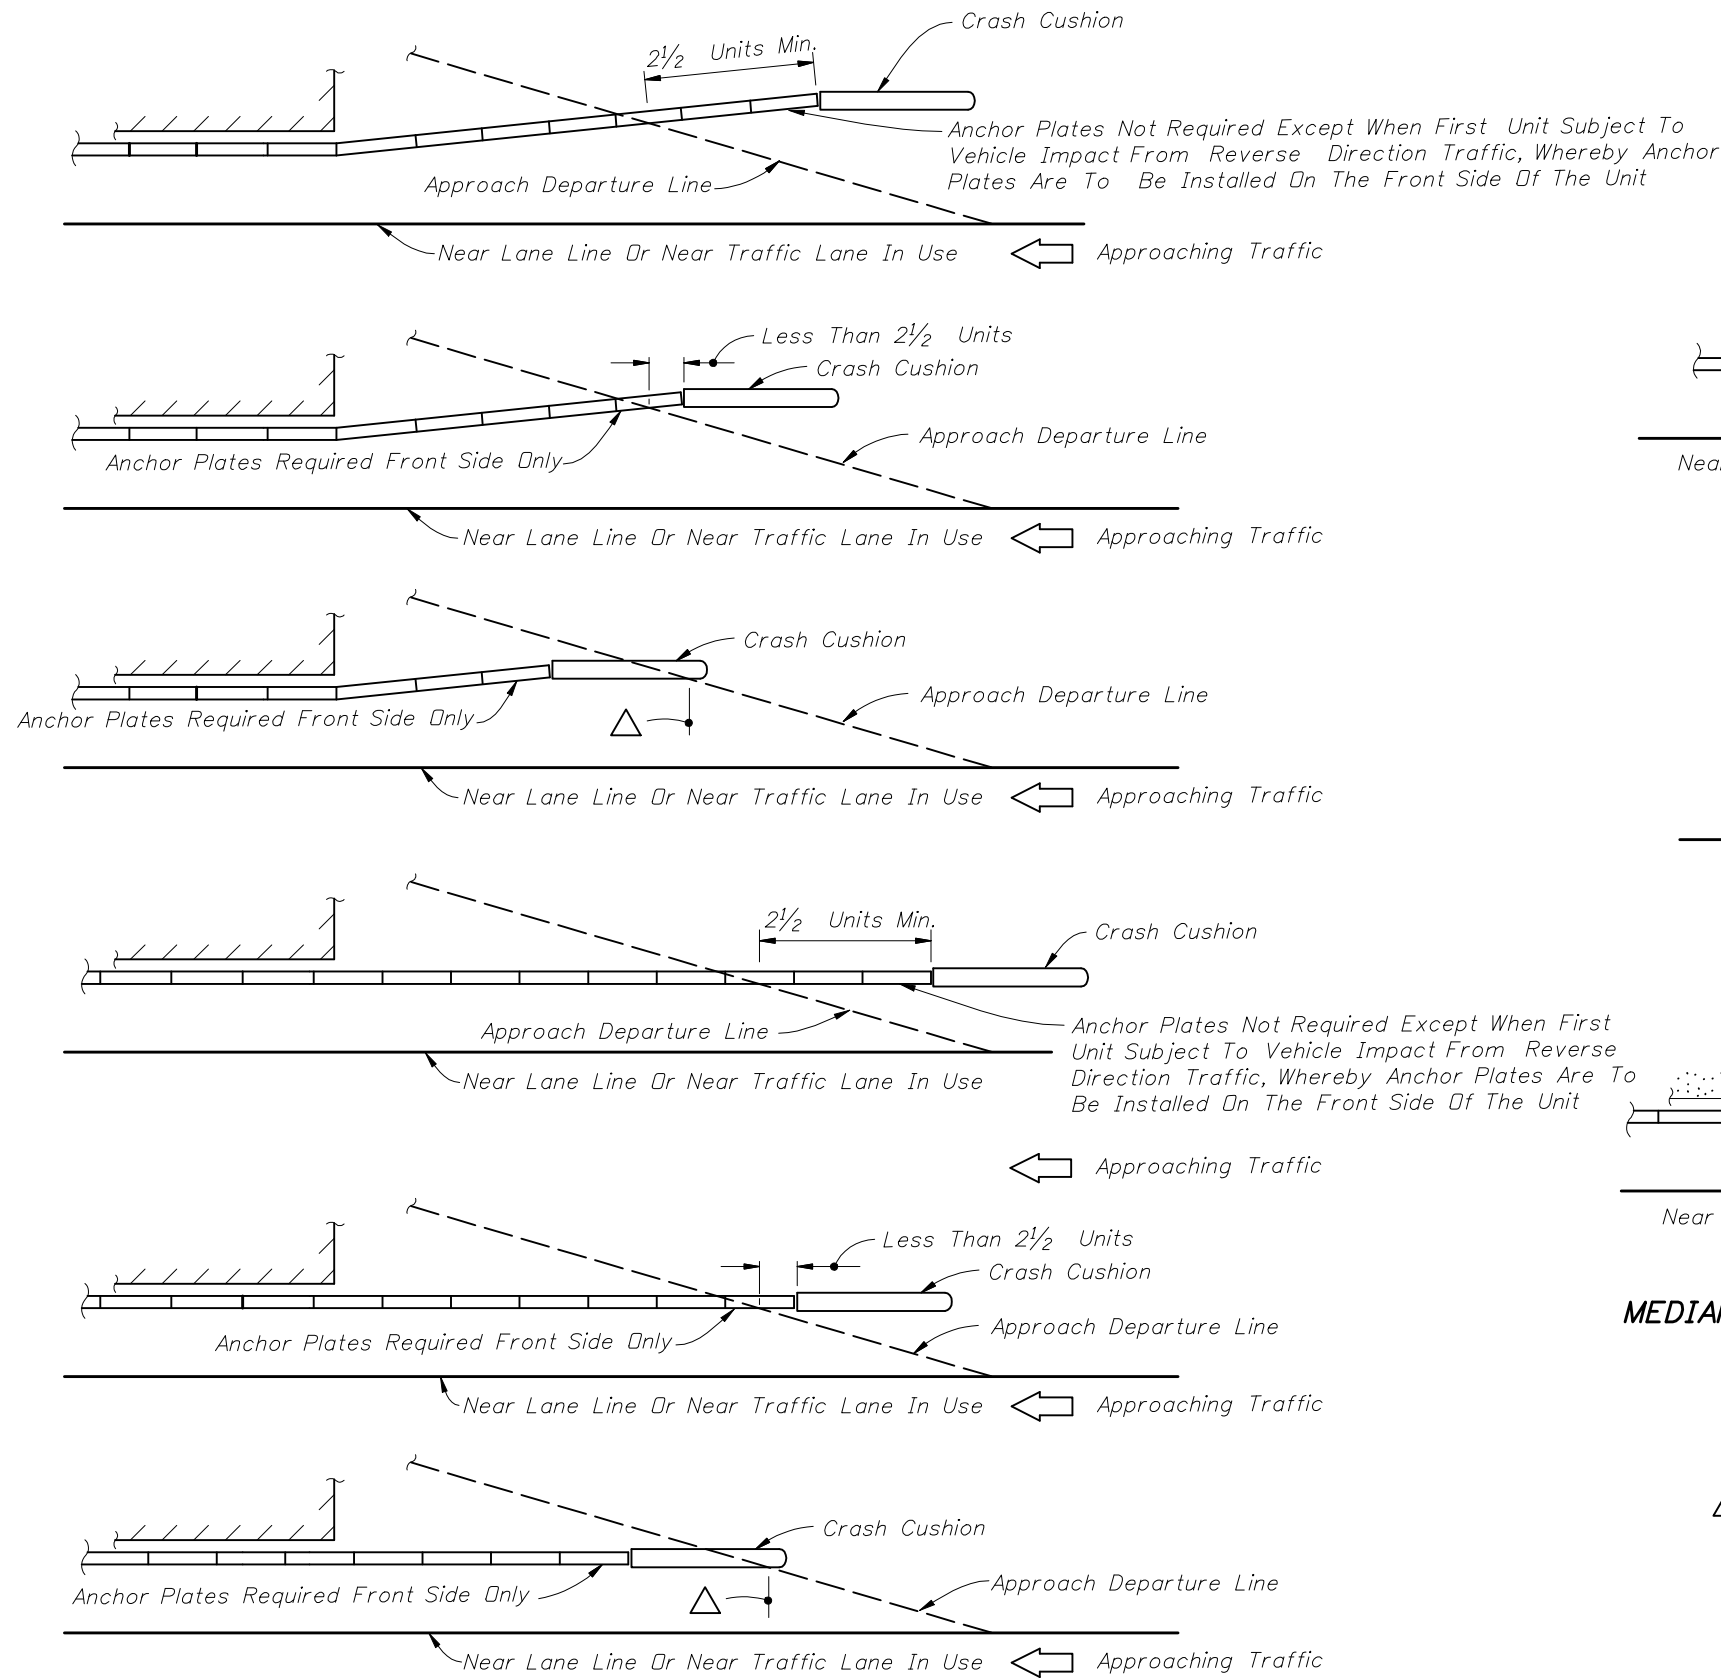 Crash Cushion
2½ Units Min.
Anchor Plates Not Required Except When First Unit Subject To
Vehicle Impact From Reverse Direction Traffic, Whereby Anchor
Plates Are To Be Installed On The Front Side Of The Unit
Approach Departure Line
Near Lane Line Or Near Traffic Lane In Use
Approaching Traffic
Less Than 2½ Units
Crash Cushion
Approach Departure Line
Anchor Plates Required Front Side Only
Near Lane Line Or Near Traffic Lane In Use
Approaching Traffic
Crash Cushion
Approach Departure Line
Anchor Plates Required Front Side Only
Near Lane Line Or Near Traffic Lane In Use
Approaching Traffic
2½ Units Min.
Crash Cushion
Approach Departure Line
Anchor Plates Not Required Except When First
Unit Subject To Vehicle Impact From Reverse
Direction Traffic, Whereby Anchor Plates Are To
Be Installed On The Front Side Of The Unit
Near Lane Line Or Near Traffic Lane In Use
Approaching Traffic
Near
Less Than 2½ Units
Crash Cushion
Approach Departure Line
Anchor Plates Required Front Side Only
Near Lane Line Or Near Traffic Lane In Use
Approaching Traffic
Crash Cushion
Approach Departure Line
Anchor Plates Required Front Side Only
Near Lane Line Or Near Traffic Lane In Use
Approaching Traffic